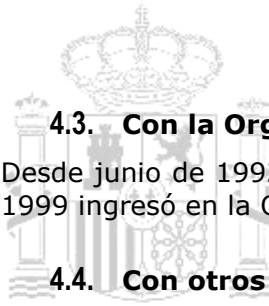 4.3. Con la Org
Desde junio de 199
1999 ingresó en la
4.4. Con otros